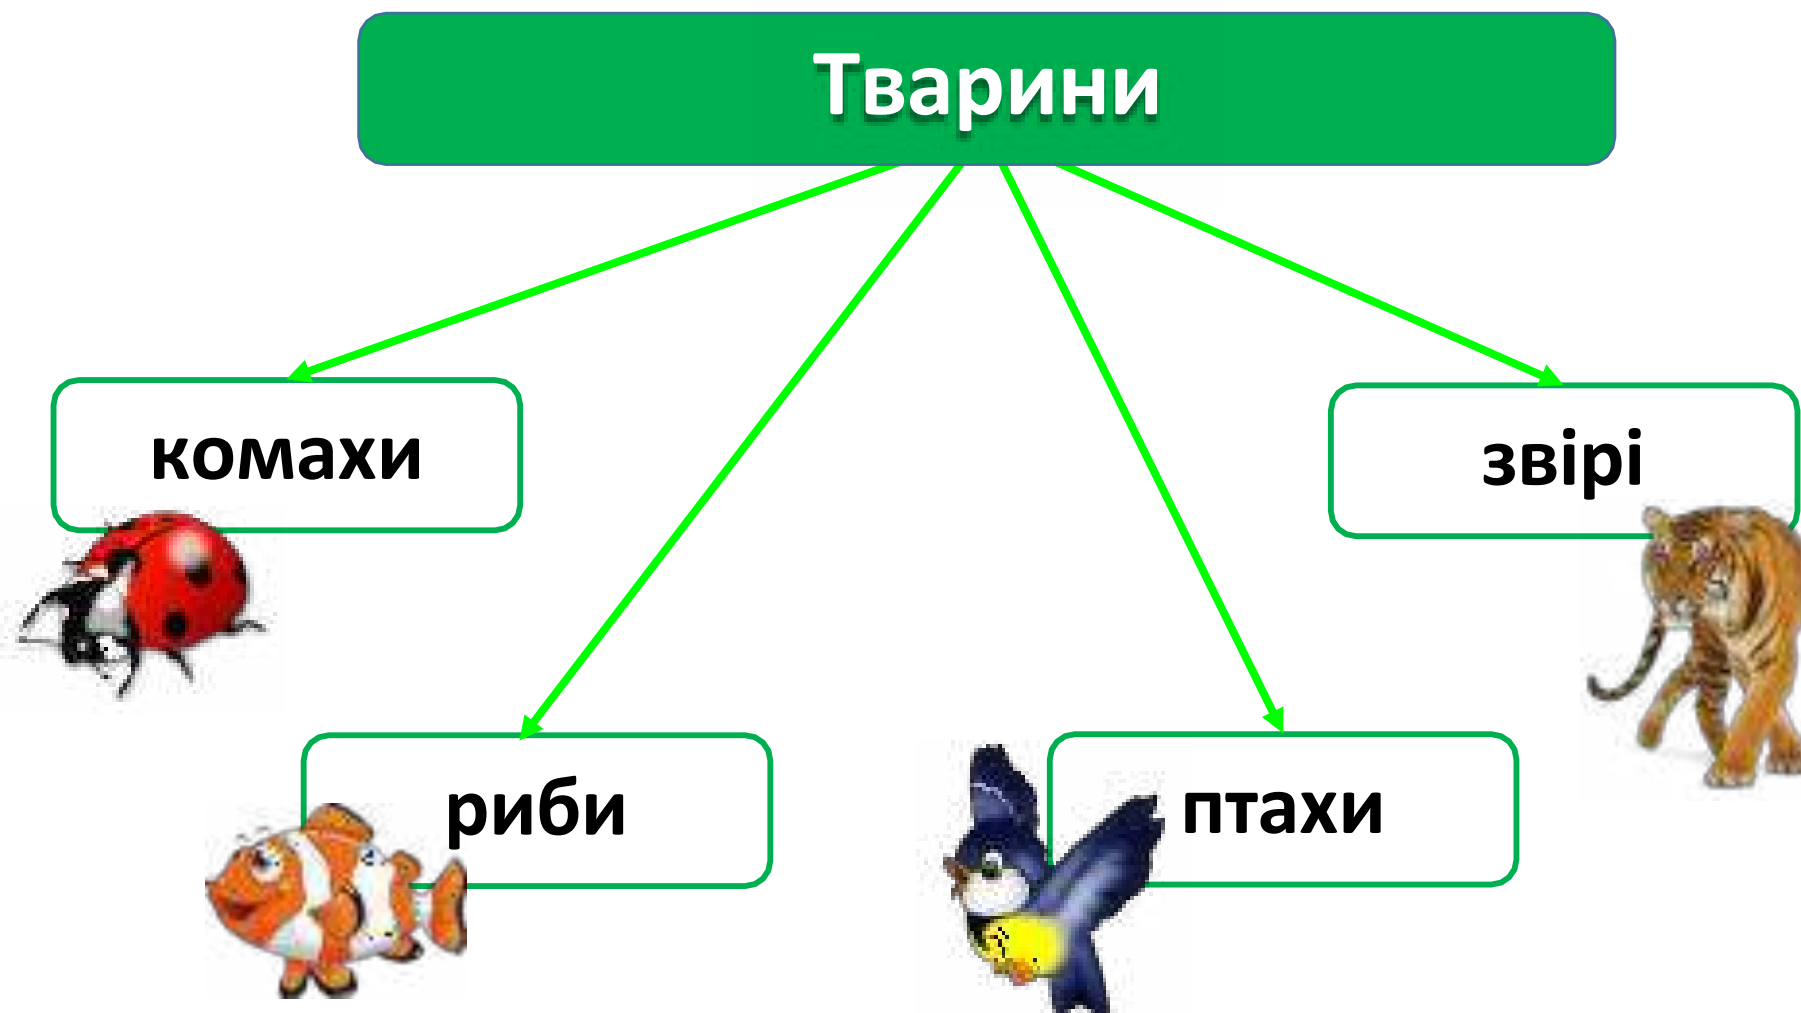 Тварини
комахи
звірі
риби
птахи